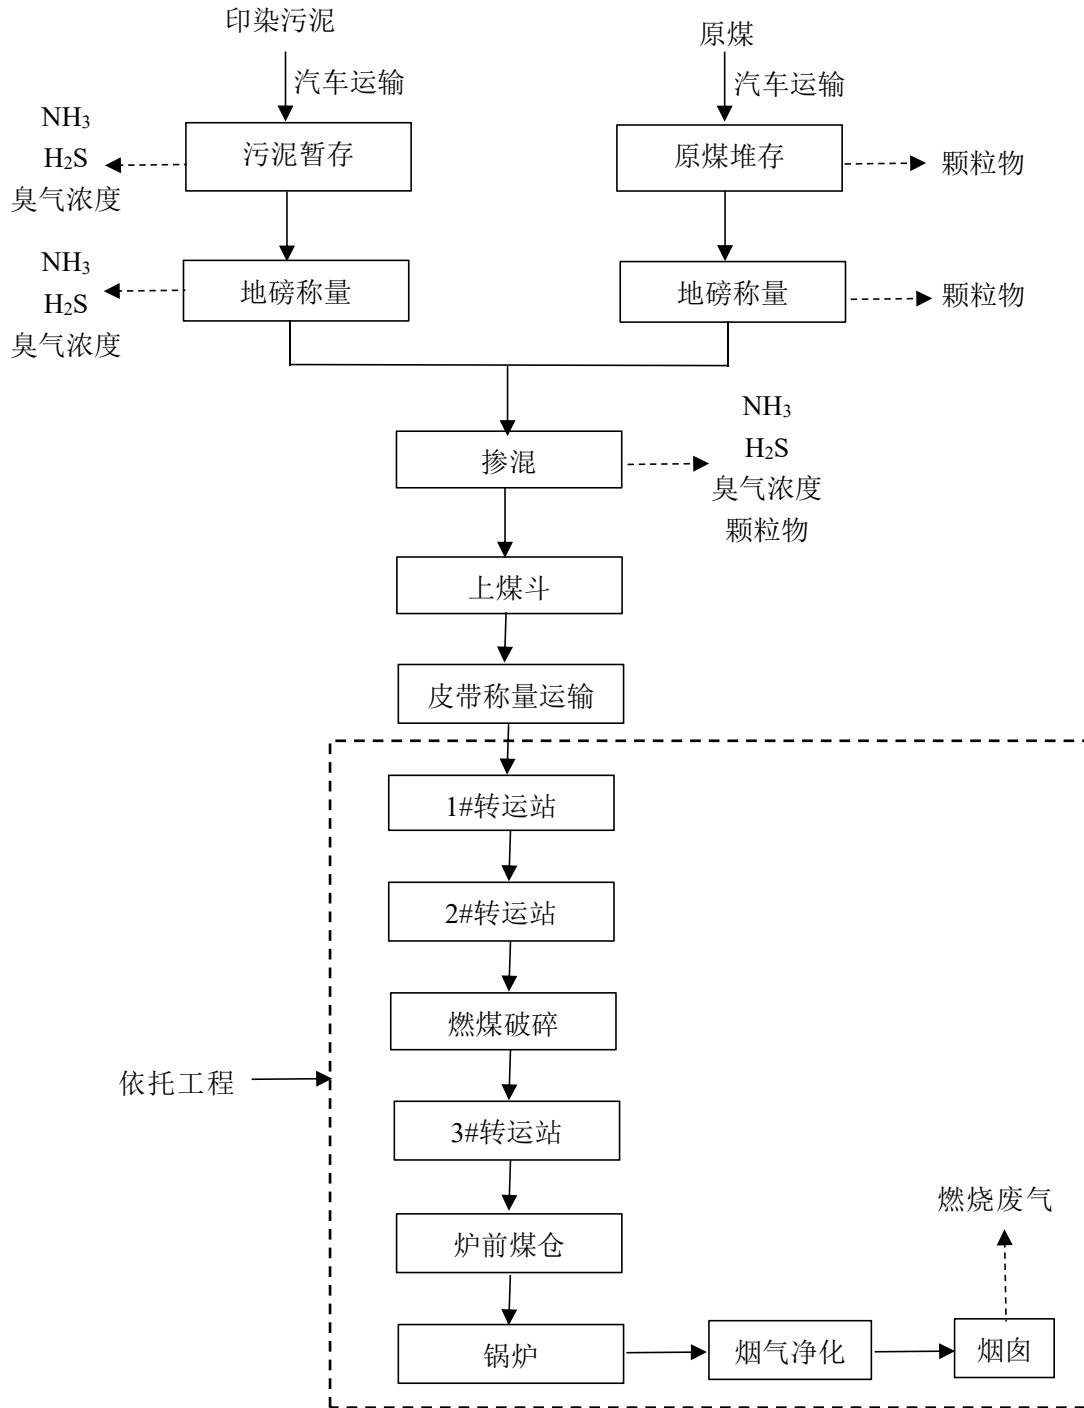 印染污泥
原煤
汽车运输
汽车运输
NH₃
H₂S
臭气浓度
污泥暂存
原煤堆存
颗粒物
NH₃
H₂S
臭气浓度
地磅称量
地磅称量
颗粒物
掺混
NH₃
H₂S
臭气浓度
颗粒物
上煤斗
皮带称量运输
1#转运站
2#转运站
燃煤破碎
依托工程
3#转运站
炉前煤仓
燃烧废气
锅炉
烟气净化
烟囱